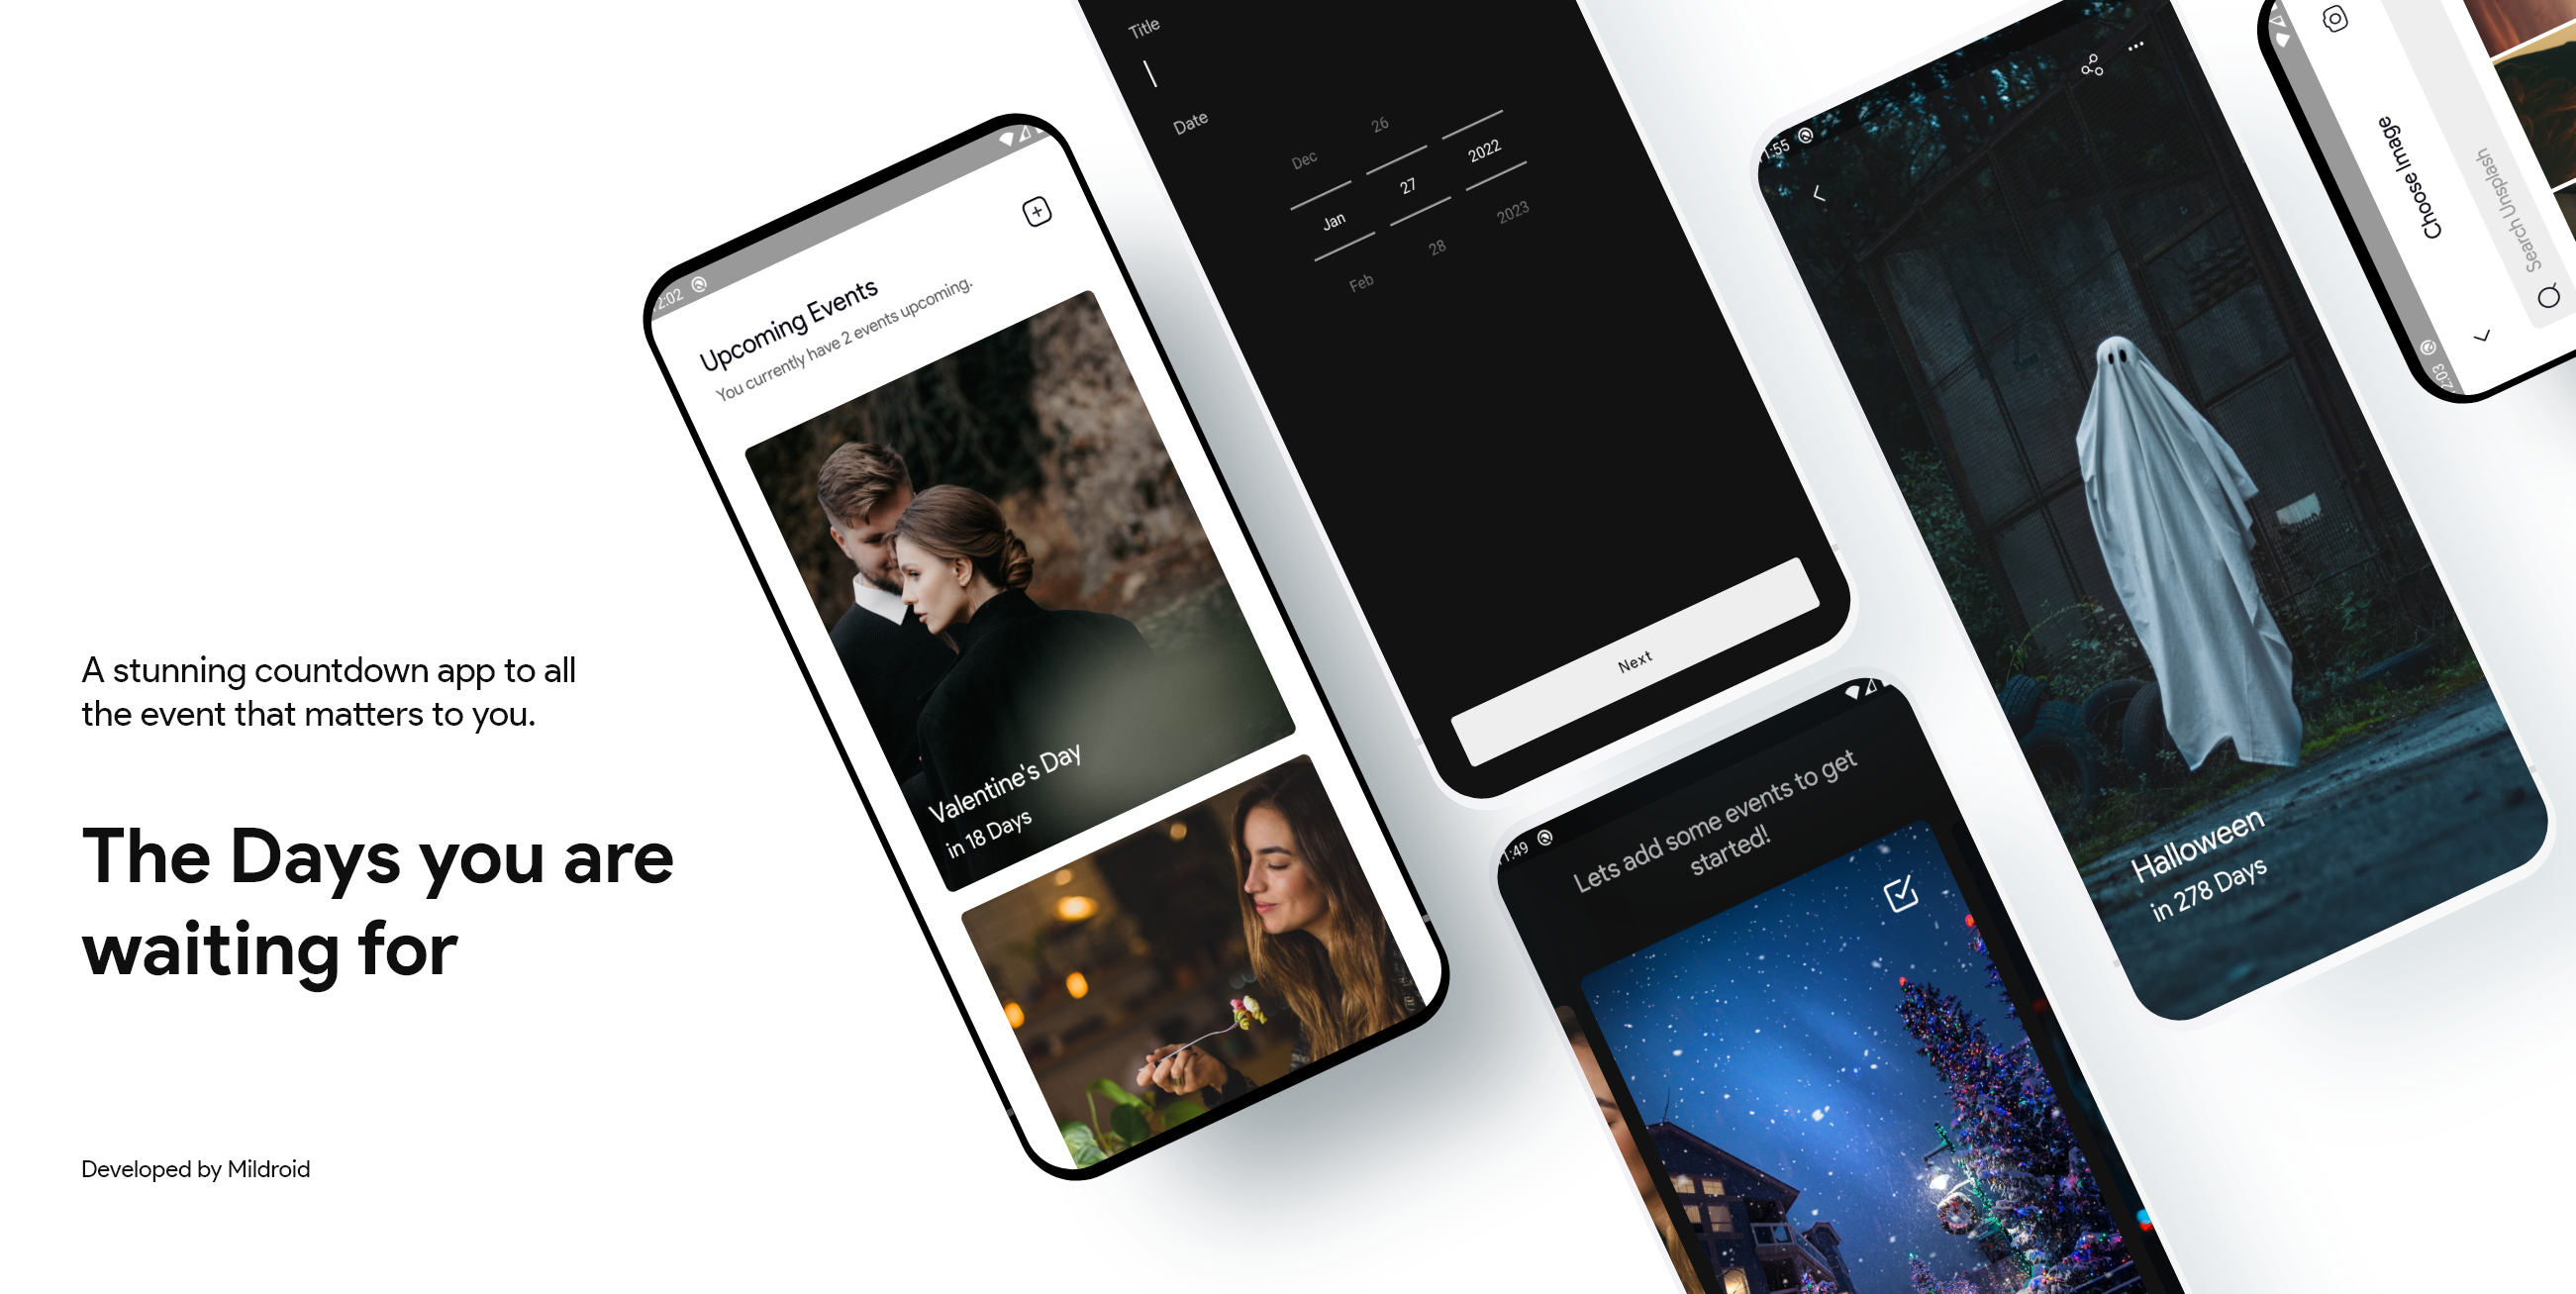 A stunning countdown app to all
the event that matters to you.
The Days you are
waiting for
Developed by Mildroid
2:02
Upcoming Events
You currently have 2 events upcoming.
Valentine's Day
in 18 Days
Title
Date
Dec 26
Jan 27 2022
Feb 28 2023
Next
1:49
Lets add some events to get
started!
1:55
Halloween
in 278 Days
2:03
Choose Image
Search Unsplash